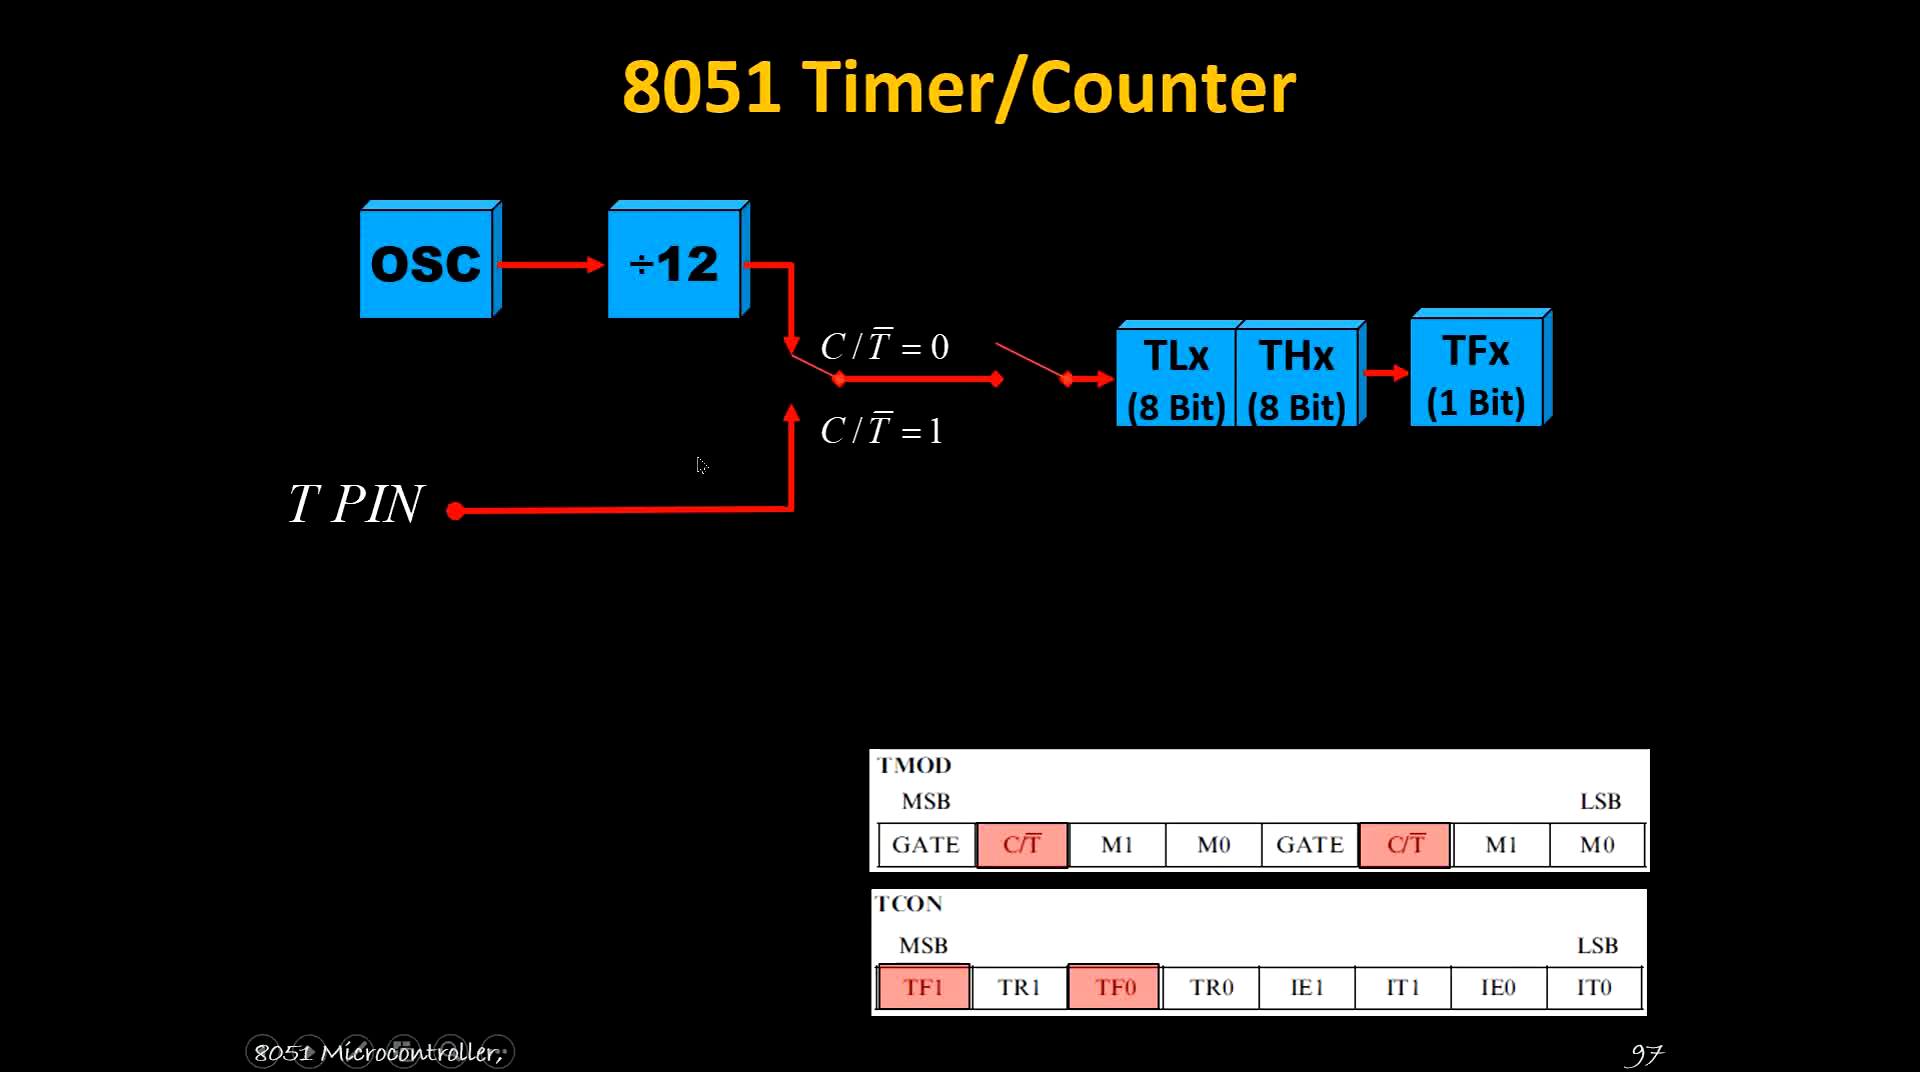 8051 Timer/Counter
OSC
÷12
C/T̅ = 0
TLx
(8 Bit)
THx
(8 Bit)
TFx
(1 Bit)
C/T̅ = 1
T PIN
TMOD
MSB LSB
GATE C/T̅ M1 M0 GATE C/T̅ M1 M0
TCON
MSB LSB
TF1 TR1 TF0 TR0 IE1 IT1 IE0 IT0
8051 Microcontroller,
97